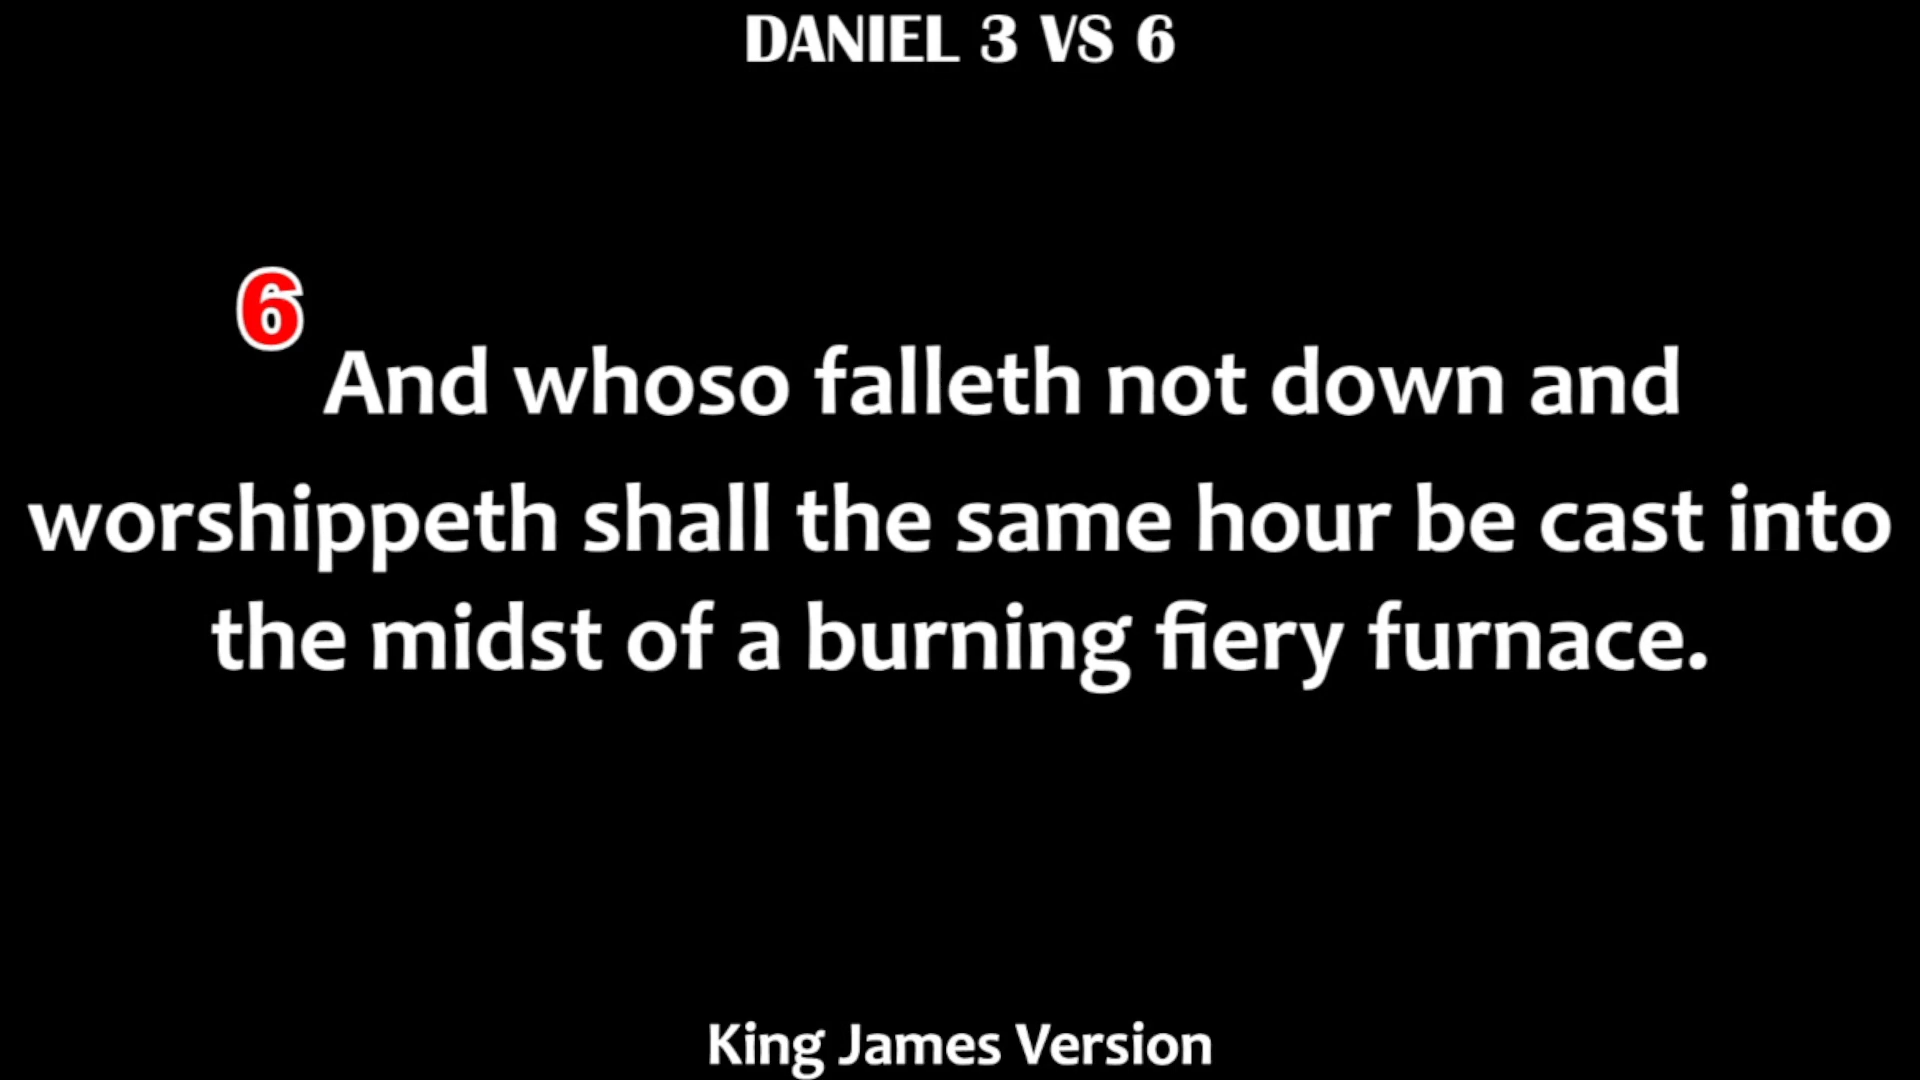 DANIEL 3 VS 6
6
And whoso falleth not down and
worshippeth shall the same hour be cast into
the midst of a burning fiery furnace.
King James Version